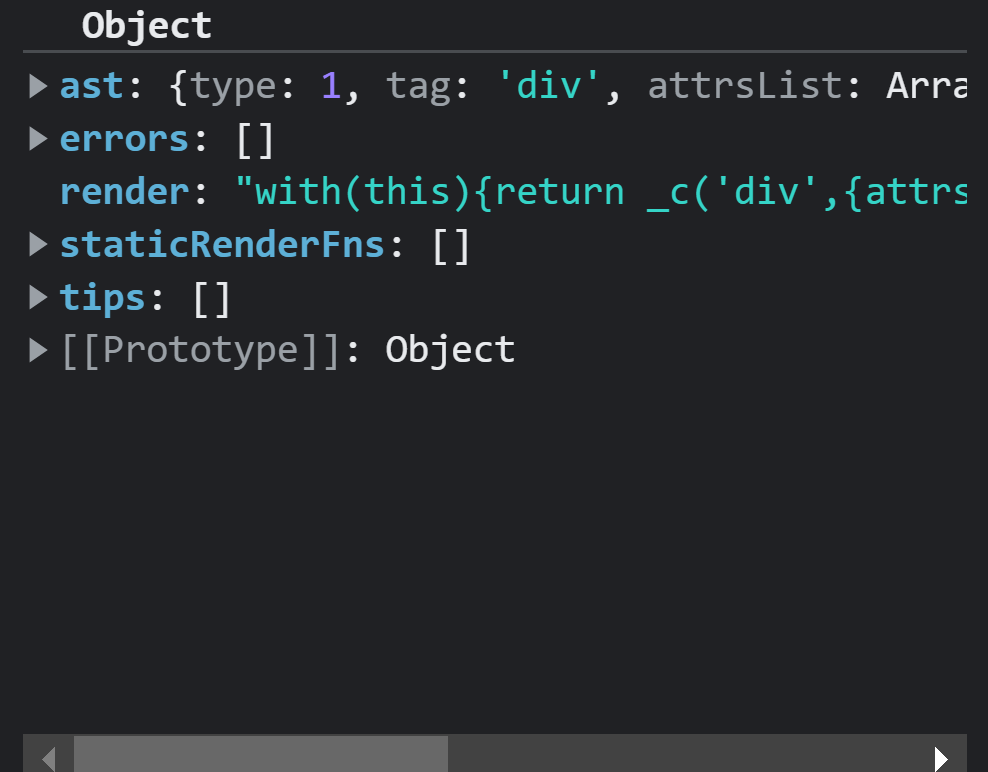 Object
ast: {type: 1, tag: 'div', attrsList: Arra
errors: []
render: "with(this){return _c('div',{attrs
staticRenderFns: []
tips: []
[[Prototype]]: Object